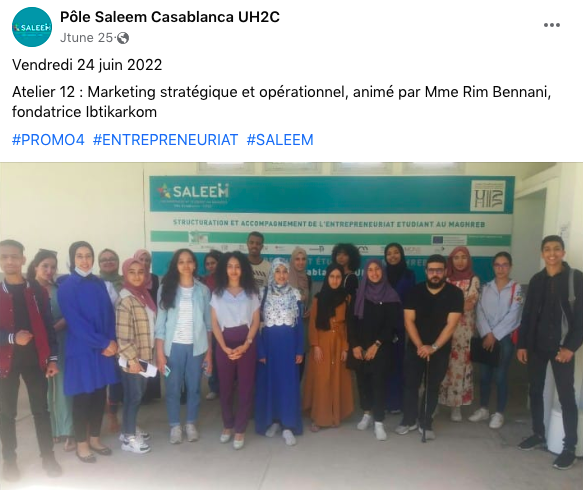 Pôle Saleem Casablanca UH2C
Jtune 25
Vendredi 24 juin 2022
Atelier 12 : Marketing stratégique et opérationnel, animé par Mme Rim Bennani,
fondatrice Ibtikarkom
#PROMO4 #ENTREPRENEURIAT #SALEEM
SALEEM
STRUCTURATION ET ACCOMPAGNEMENT DE L'ENTREPRENEURIAT ÉTUDIANT AU MAGHREB